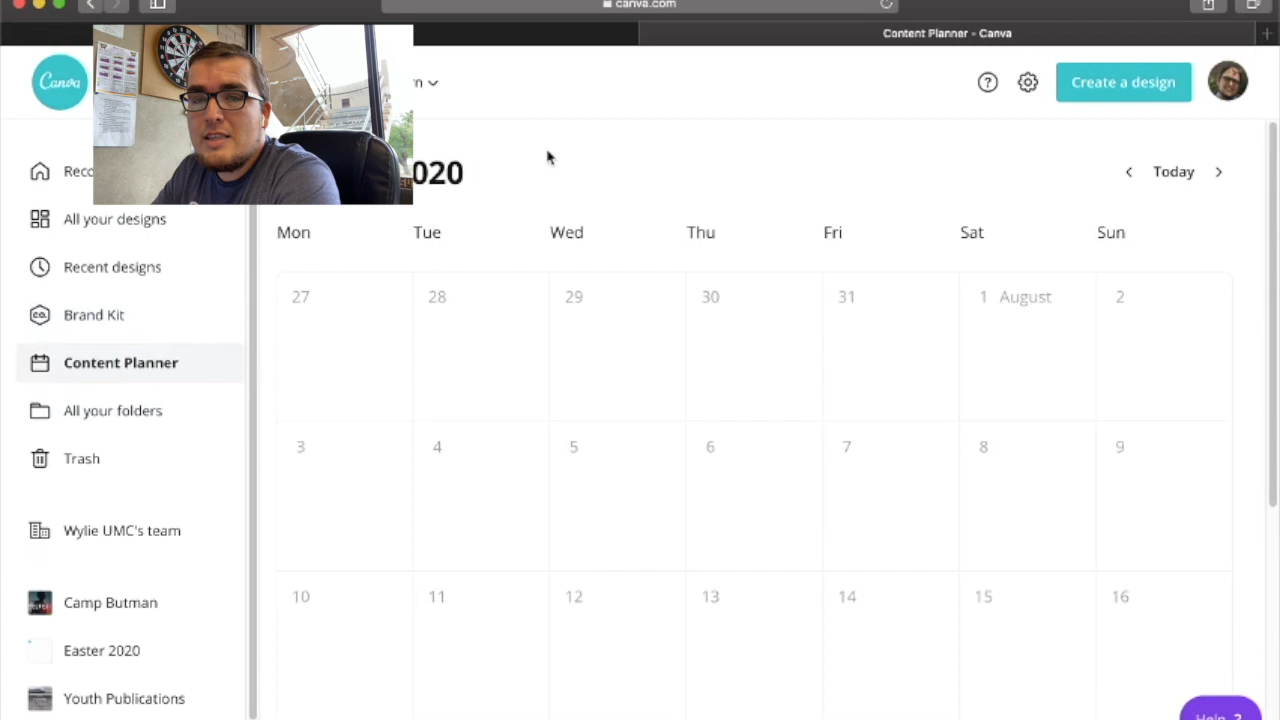 canva.com
Content Planner - Canva
Canva
Create a design
Today
Mon Tue Wed Thu Fri Sat Sun
All your designs
Recent designs
Brand Kit
Content Planner
All your folders
Trash
Wylie UMC's team
Camp Butman
Easter 2020
Youth Publications
27 28 29 30 31 1 August 2
3 4 5 6 7 8 9
10 11 12 13 14 15 16
Help ?